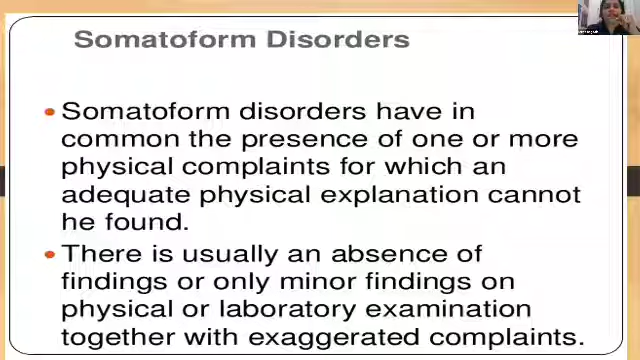 Somatoform Disorders
• Somatoform disorders have in
common the presence of one or more
physical complaints for which an
adequate physical explanation cannot
he found.
• There is usually an absence of
findings or only minor findings on
physical or laboratory examination
together with exaggerated complaints.